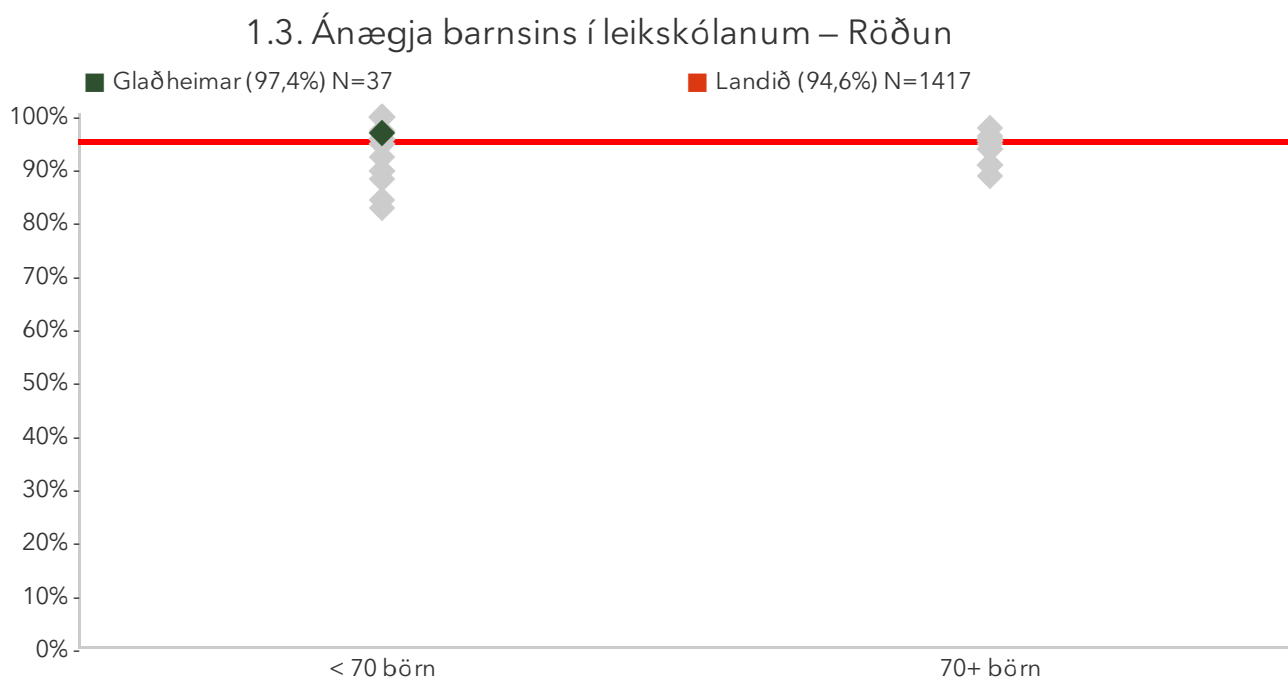 1.3. Ánægja barnsins í leikskólanum – Röðun
Glaðheimar (97,4%) N=37
Landið (94,6%) N=1417
100%
90%
80%
70%
60%
50%
40%
30%
20%
10%
0%
< 70 börn
70+ börn